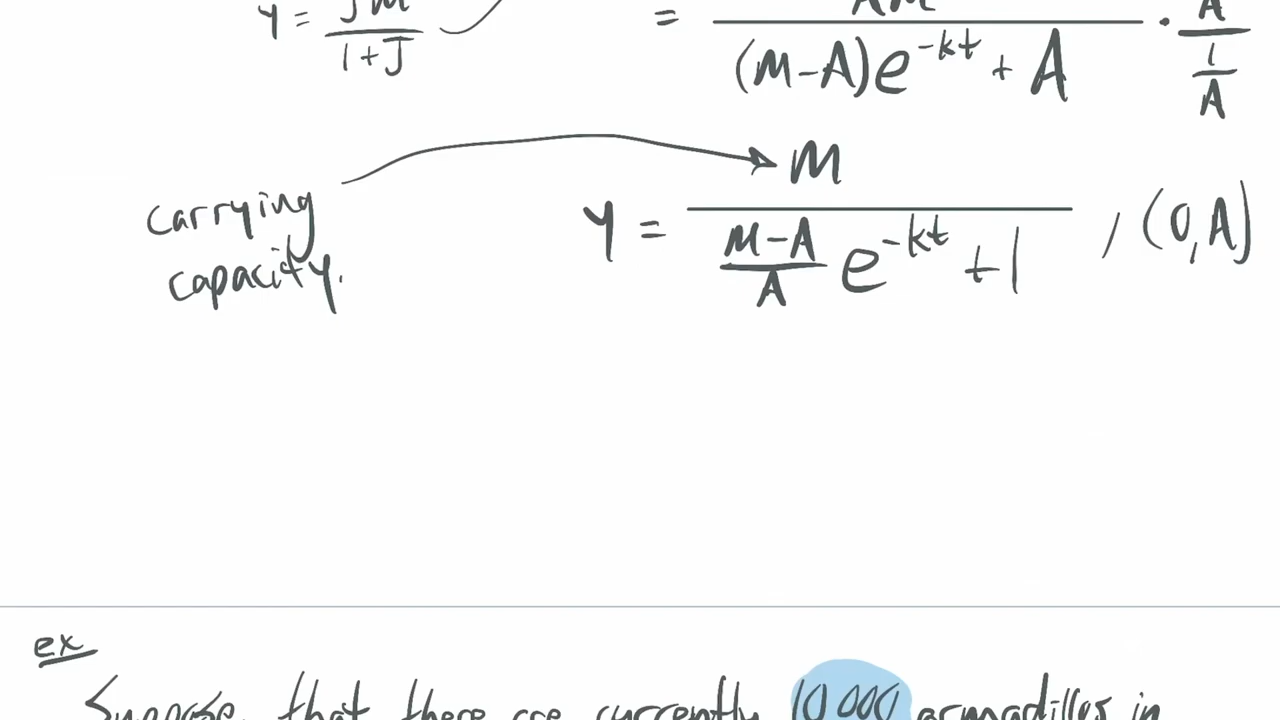 y = JM / 1+J
= AM / (M-A)e^{-kt} + A · 1/A / 1/A
carrying capacity.
y = M / ((M-A)/A e^{-kt} + 1) , (0,A)
ex
Suppose that there are currently 10,000 armadillos in